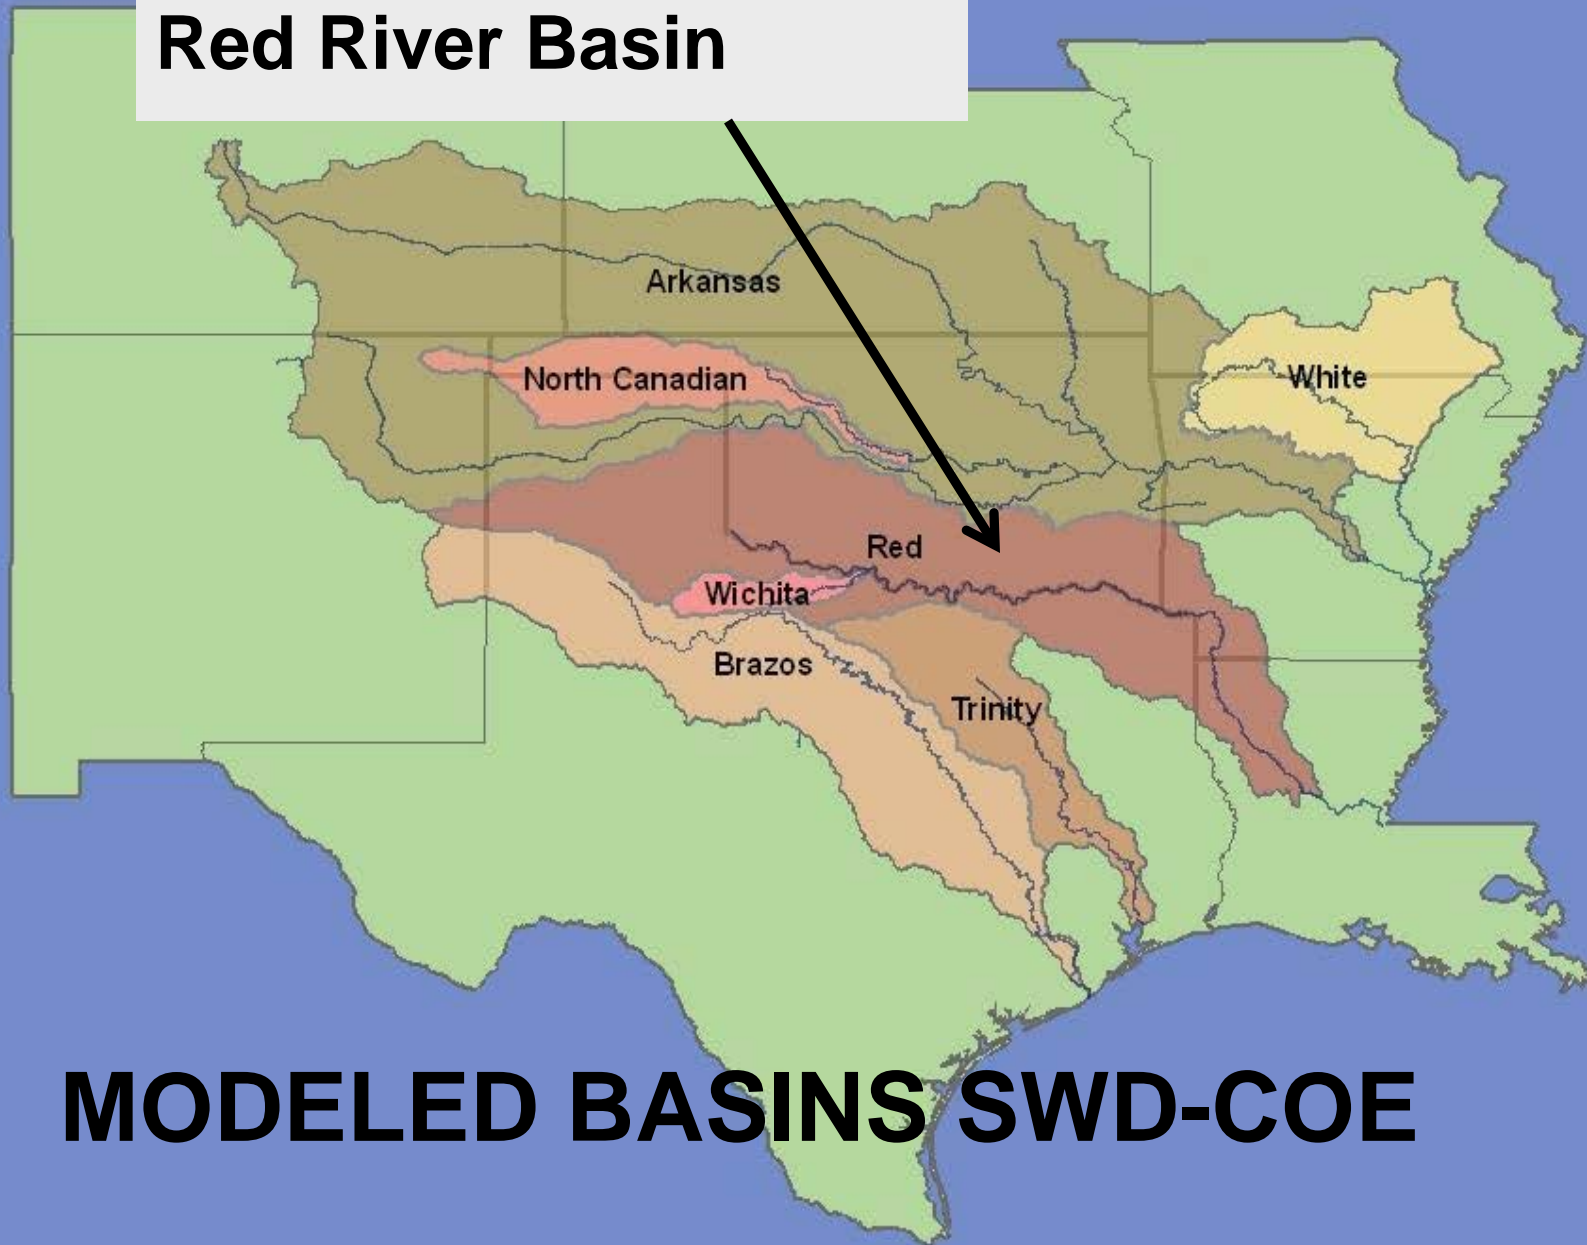 Red River Basin
Arkansas
North Canadian
White
Red
Wichita
Brazos
Trinity
MODELED BASINS SWD-COE